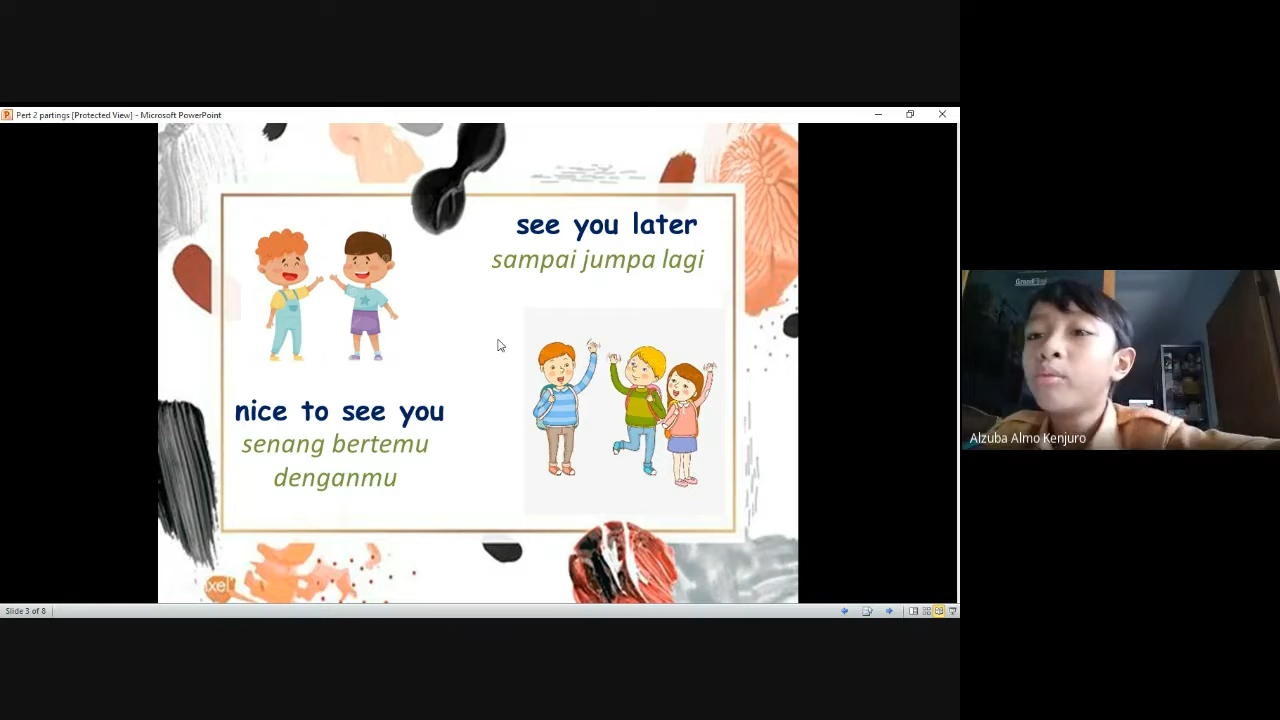 Pert 2 partings [Protected View] - Microsoft PowerPoint
see you later
sampai jumpa lagi
nice to see you
senang bertemu
denganmu
Slide 3 of 8
Alzuba Almo Kenjuro